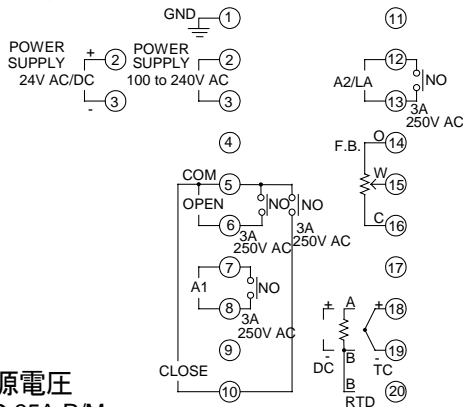 GND
1
11
POWER
SUPPLY
24V AC/DC
+
2
-
3
POWER
SUPPLY
100 to 240V AC
2
3
12
A2/LA
NO
13
3A
250V AC
4
F.B.
O
14
W
15
C
16
COM
5
OPEN
NO
NO
6
3A
250V AC
3A
250V AC
7
A1
NO
8
3A
250V AC
17
+
A
+
18
-
DC
B
-
TC
19
9
CLOSE
10
B
RTD
20
源電圧